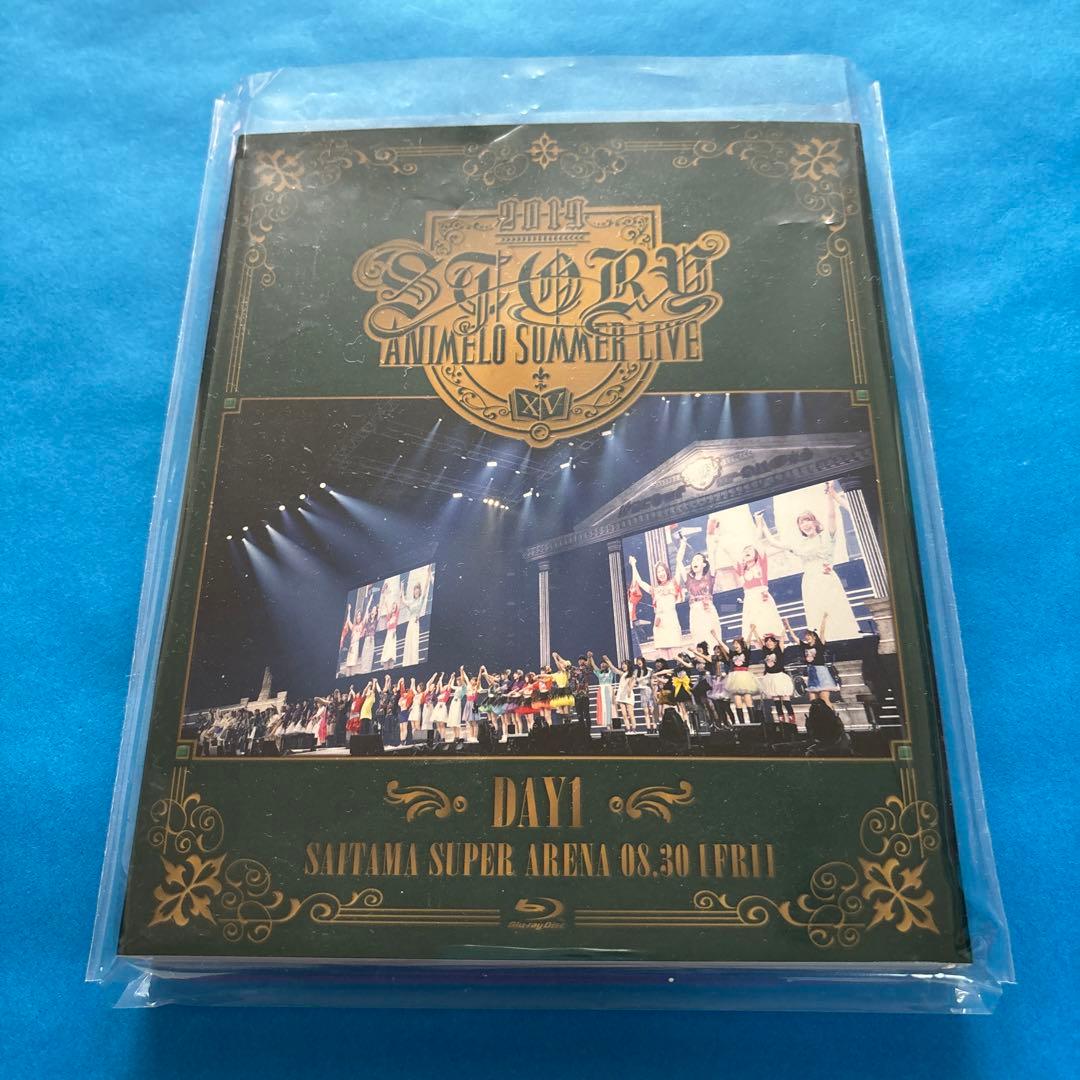 2019
STORY
ANIMELO SUMMER LIVE
XV
DAY1
SAITAMA SUPER ARENA 08.30 [FRI]
Blu-ray Disc